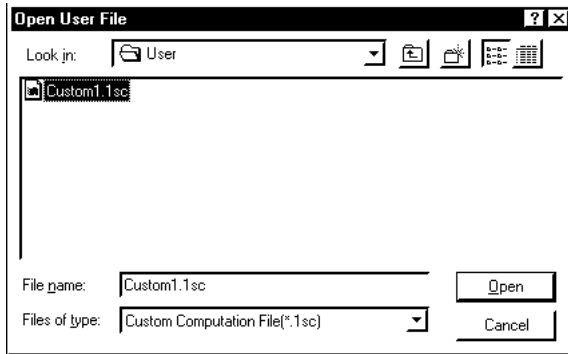 Open User File
Look in: User
Custom1.1sc
File name: Custom1.1sc Open
Files of type: Custom Computation File(*.1sc) Cancel